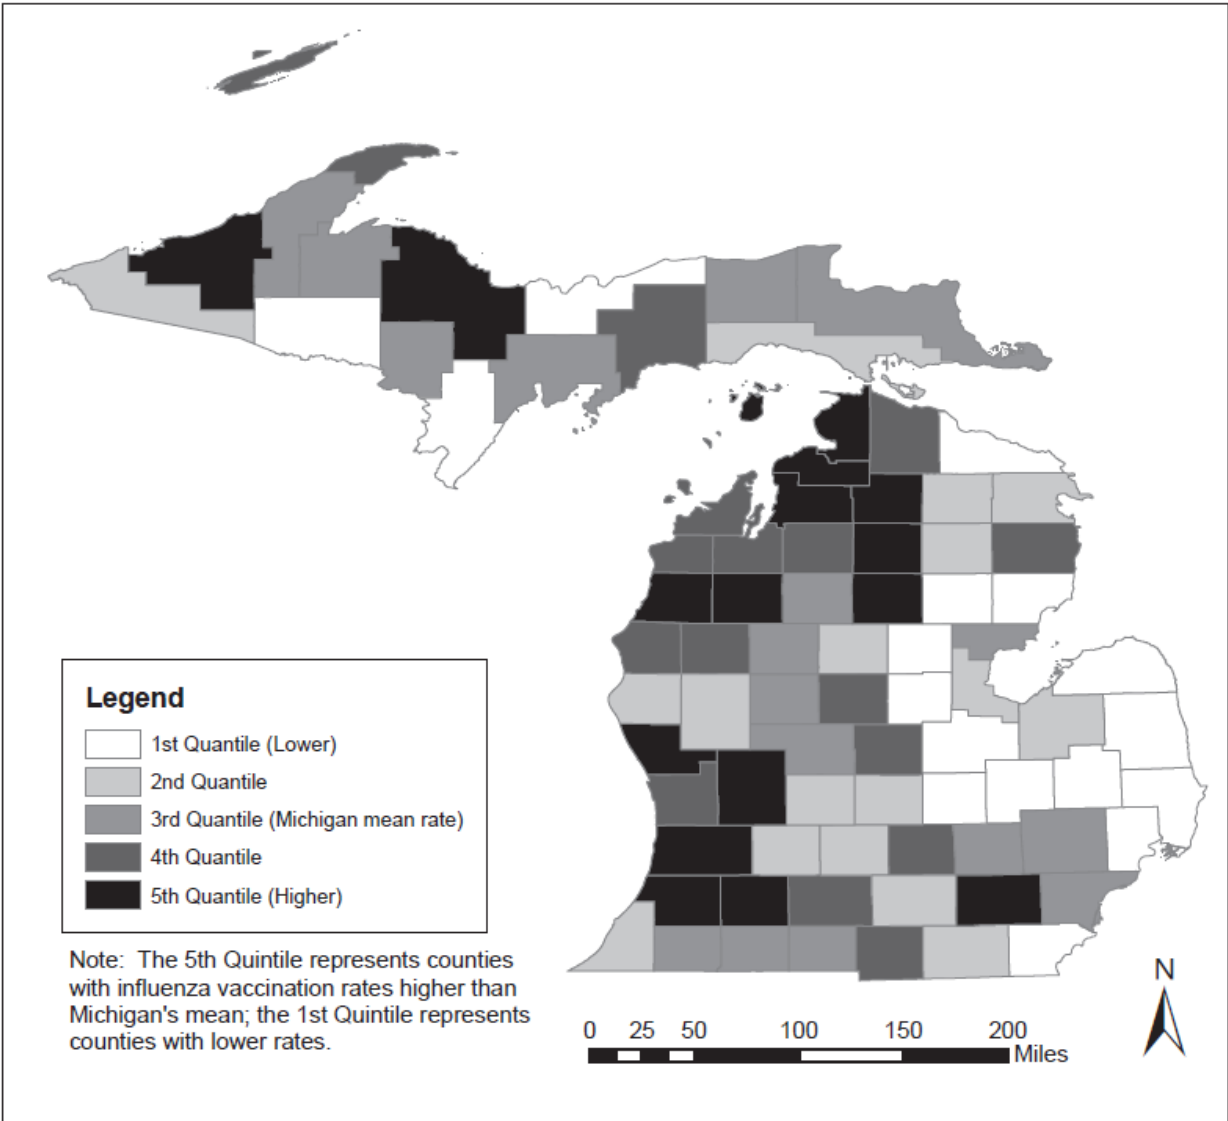 Legend
1st Quantile (Lower)
2nd Quantile
3rd Quantile (Michigan mean rate)
4th Quantile
5th Quantile (Higher)
Note: The 5th Quintile represents counties
with influenza vaccination rates higher than
Michigan's mean; the 1st Quintile represents
counties with lower rates.
0 25 50 100 150 200
Miles
N